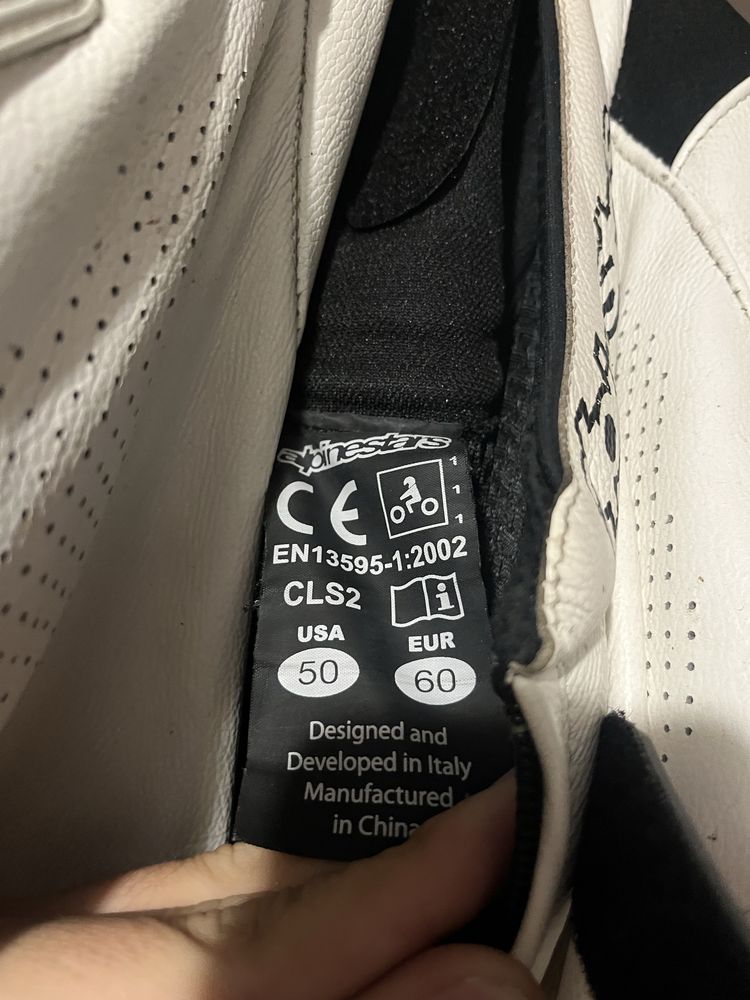 alpinestars
CE
1
1
1
EN13595-1:2002
CLS2
i
USA
EUR
50
60
Designed and
Developed in Italy
Manufactured
in China